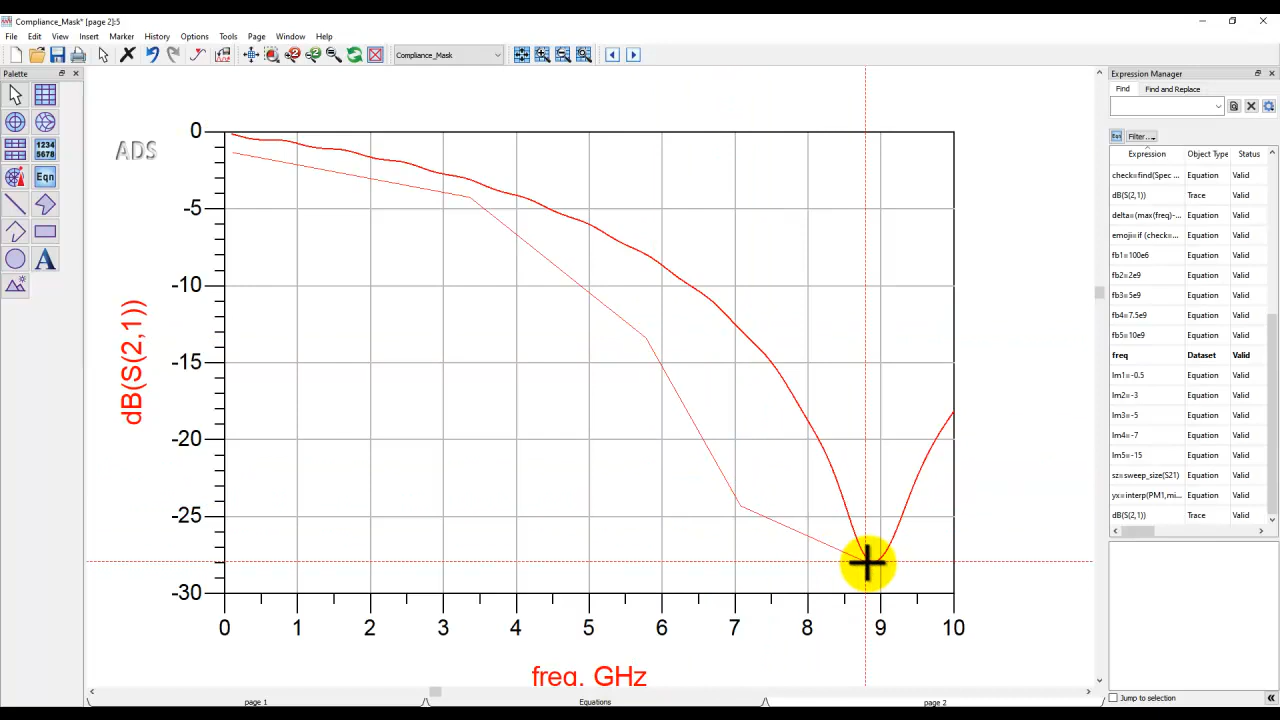 Compliance_Mask* [page 2]:5
File Edit View Insert Marker History Options Tools Page Window Help
Compliance_Mask
Palette
Expression Manager
Find Find and Replace
1234
5678
Eqn
Eqn Filter...
Expression Object Type Status
check=find(Spec Equation Valid
dB(S(2,1)) Trace Valid
delta=(max(freq)-... Equation Valid
emoji=if (check=... Equation Valid
fb1=100e6 Equation Valid
fb2=2e9 Equation Valid
fb3=5e9 Equation Valid
fb4=7.5e9 Equation Valid
fb5=10e9 Equation Valid
freq Dataset Valid
lm1=-0.5 Equation Valid
lm2=-3 Equation Valid
lm3=-5 Equation Valid
lm4=-7 Equation Valid
lm5=-15 Equation Valid
sz=sweep_size(S21) Equation Valid
yx=interp(PM1,mi... Equation Valid
dB(S(2,1)) Trace Valid
ADS
0
-5
-10
-15
-20
-25
-30
dB(S(2,1))
0 1 2 3 4 5 6 7 8 9 10
freq, GHz
page 1 Equations page 2
Jump to selection